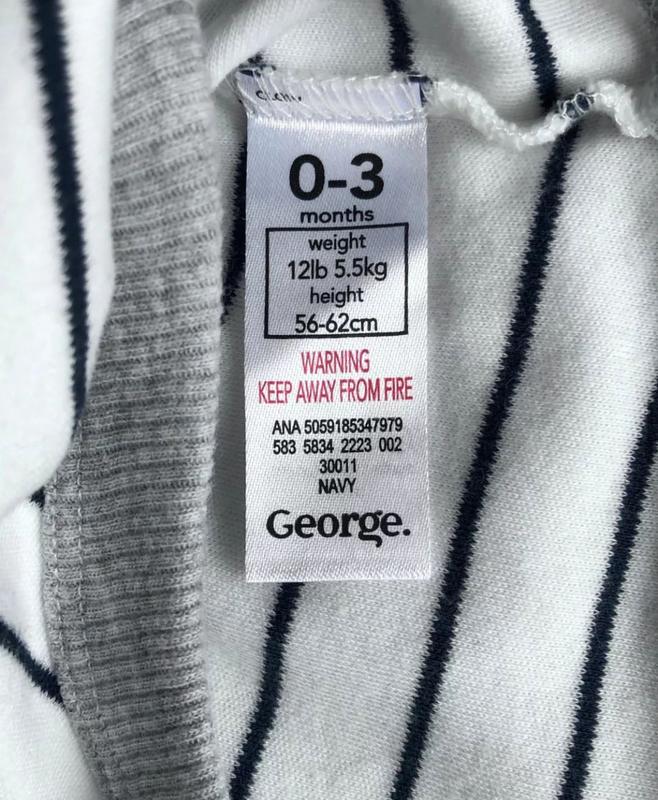 0-3
months
weight
12lb 5.5kg
height
56-62cm
WARNING
KEEP AWAY FROM FIRE
ANA 5059185347979
583 5834 2223 002
30011
NAVY
George.